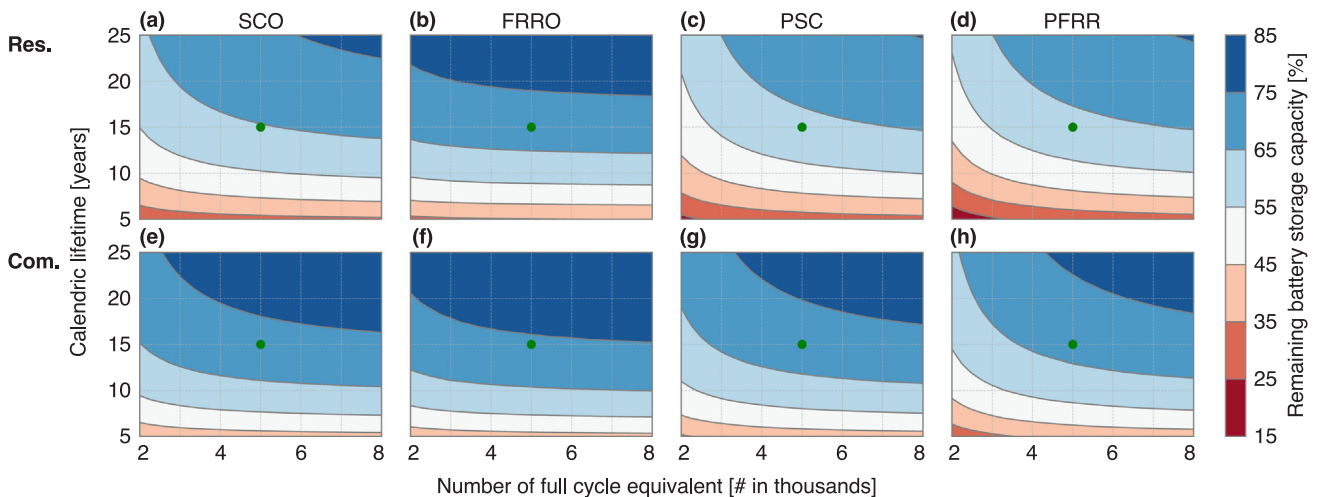 (a) SCO (b) FRRO (c) PSC (d) PFRR
Res.
25
20
15
10
5
(e) (f) (g) (h)
Com.
25
20
15
10
5
2 4 6 8 2 4 6 8 2 4 6 8 2 4 6 8
Calendric lifetime [years]
Number of full cycle equivalent [# in thousands]
85
75
65
55
45
35
25
15
Remaining battery storage capacity [%]